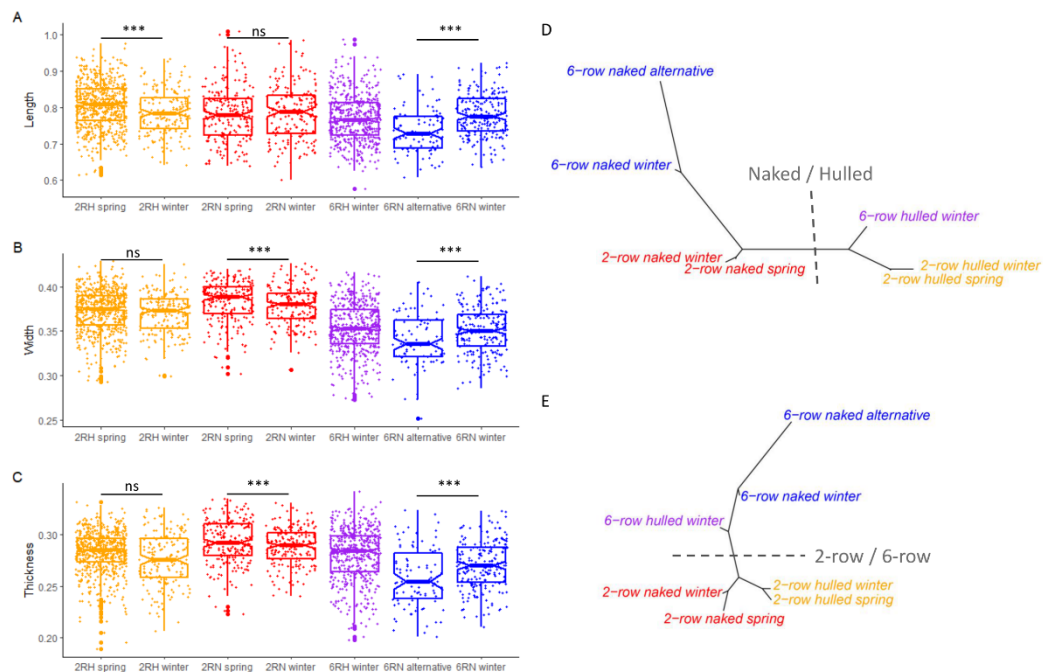 A
***
ns
***
Length
1.0
0.9
0.8
0.7
0.6
2RH spring
2RH winter
2RN spring
2RN winter
6RH winter
6RN alternative
6RN winter
B
ns
***
***
Width
0.40
0.35
0.30
0.25
2RH spring
2RH winter
2RN spring
2RN winter
6RH winter
6RN alternative
6RN winter
C
ns
***
***
Thickness
0.30
0.25
0.20
2RH spring
2RH winter
2RN spring
2RN winter
6RH winter
6RN alternative
6RN winter
D
6-row naked alternative
6-row naked winter
Naked / Hulled
6-row hulled winter
2-row naked winter
2-row naked spring
2-row hulled winter
2-row hulled spring
E
6-row naked alternative
6-row naked winter
6-row hulled winter
2-row / 6-row
2-row naked winter
2-row hulled winter
2-row hulled spring
2-row naked spring